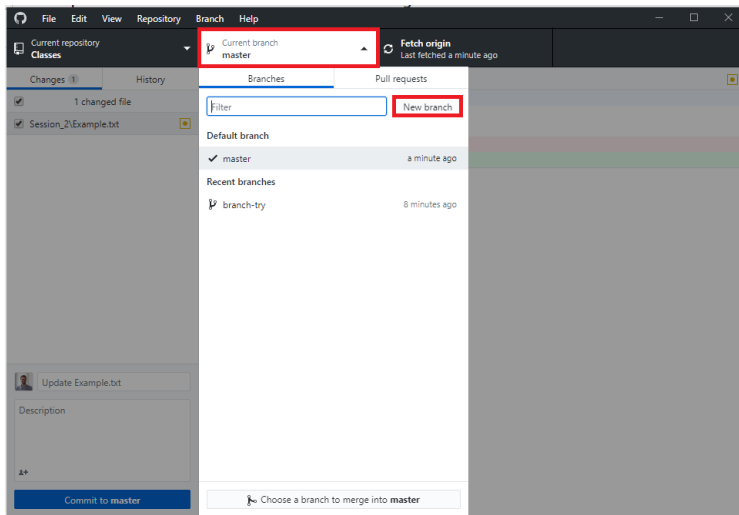 File Edit View Repository Branch Help
Current repository
Classes
Current branch
master
Fetch origin
Last fetched a minute ago
Changes 1 History
Branches Pull requests
1 changed file
Filter New branch
Session_2\Example.txt
Default branch
master a minute ago
Recent branches
branch-try 8 minutes ago
Update Example.txt
Description
Commit to master
Choose a branch to merge into master